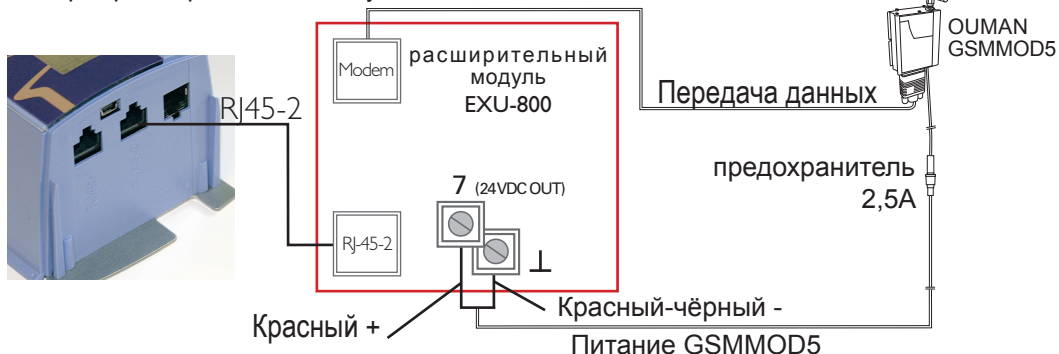 OUMAN
GSMMOD5
Modem
расширительный
модуль
EXU-800
Передача данных
RJ45-2
предохранитель
2,5А
7 (24VDC OUT)
RJ-45-2
Красный +
Красный-чёрный -
Питание GSMMOD5